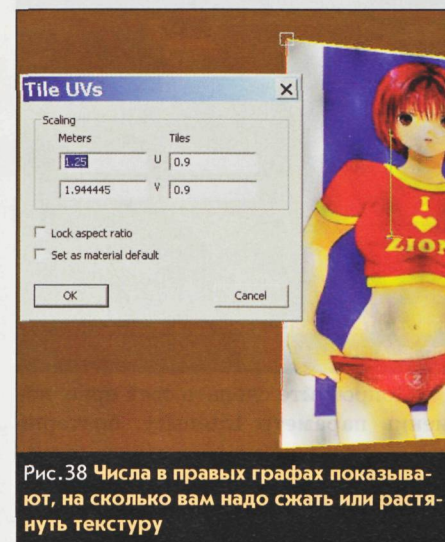 Tile UVs
Scaling
Meters Tiles
1.25 U 0.9
1.944445 V 0.9
Lock aspect ratio
Set as material default
OK Cancel
I
ZION
Z
Рис.38 Числа в правых графах показыва-
ют, на сколько вам надо сжать или растя-
нуть текстуру